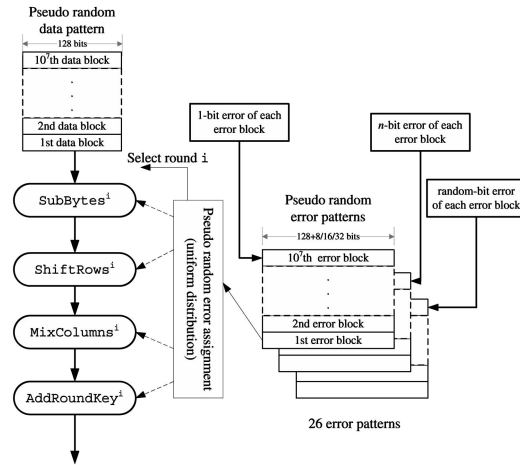 Pseudo random
data pattern
128 bits
10⁷th data block
.
.
.
2nd data block
1st data block
Select round i
SubBytesⁱ
ShiftRowsⁱ
MixColumnsⁱ
AddRoundKeyⁱ
Pseudo random error assignment
(uniform distribution)
1-bit error of each
error block
n-bit error of each
error block
random-bit error
of each error block
Pseudo random
error patterns
128+8/16/32 bits
10⁷th error block
.
.
.
2nd error block
1st error block
26 error patterns